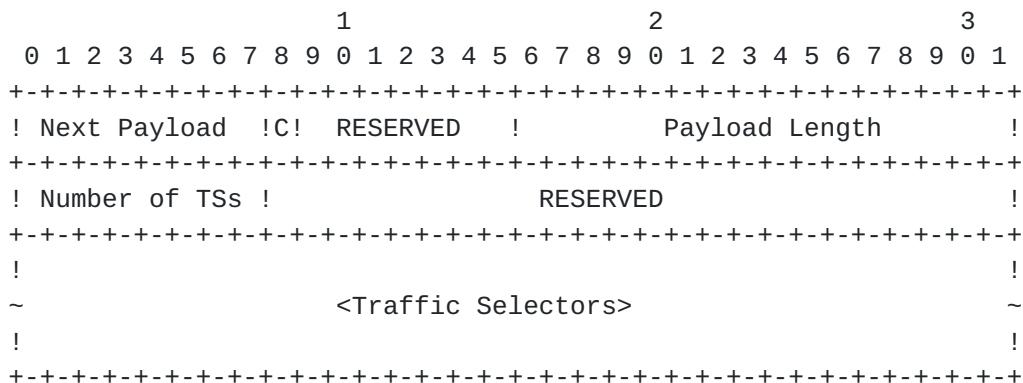 1                   2                   3
 0 1 2 3 4 5 6 7 8 9 0 1 2 3 4 5 6 7 8 9 0 1 2 3 4 5 6 7 8 9 0 1
+-+-+-+-+-+-+-+-+-+-+-+-+-+-+-+-+-+-+-+-+-+-+-+-+-+-+-+-+-+-+-+-+
! Next Payload  !C!  RESERVED   !         Payload Length        !
+-+-+-+-+-+-+-+-+-+-+-+-+-+-+-+-+-+-+-+-+-+-+-+-+-+-+-+-+-+-+-+-+
! Number of TSs !                 RESERVED                      !
+-+-+-+-+-+-+-+-+-+-+-+-+-+-+-+-+-+-+-+-+-+-+-+-+-+-+-+-+-+-+-+-+
!                                                               !
~                    <Traffic Selectors>                        ~
!                                                               !
+-+-+-+-+-+-+-+-+-+-+-+-+-+-+-+-+-+-+-+-+-+-+-+-+-+-+-+-+-+-+-+-+